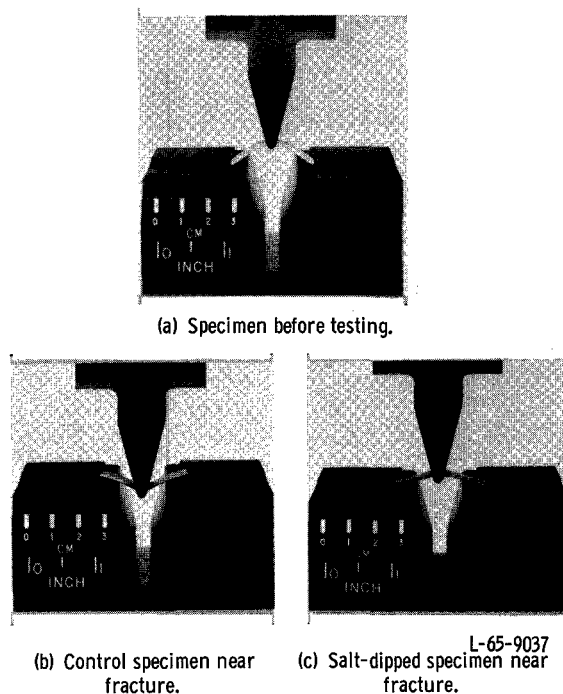 0 1 2 3
CM
0 1
INCH
(a) Specimen before testing.
0 1 2 3
CM
0 1
INCH
0 1 2 3
0 1
INCH
L-65-9037
(b) Control specimen near
fracture.
(c) Salt-dipped specimen near
fracture.